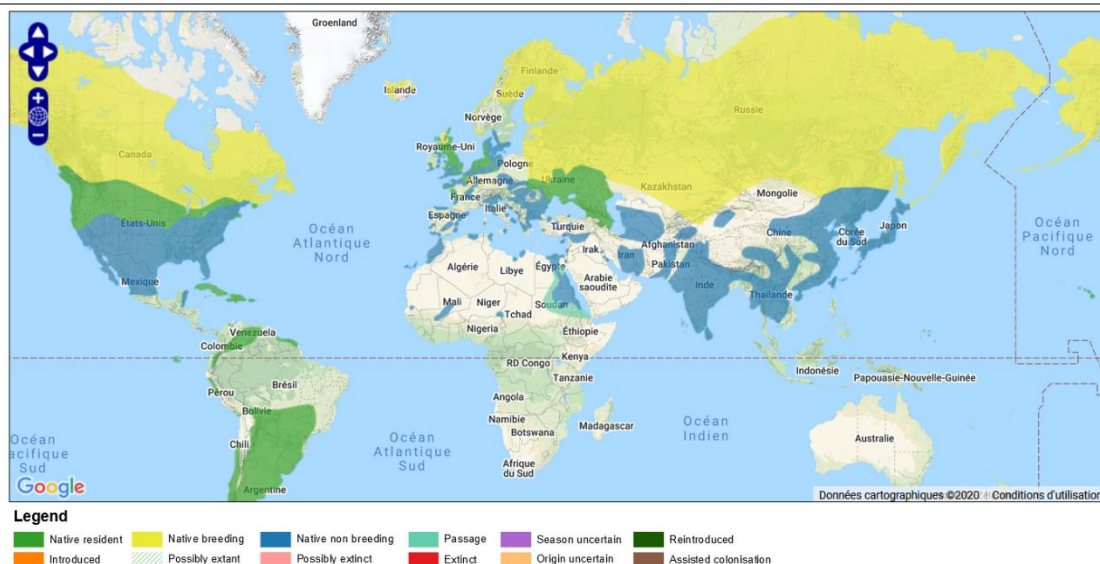 Groenland
Islande
Finlande
Suède
Norvège
Russie
Canada
Royaume-Uni
Pologne
Allemagne
Ukraine
France
Kazakhstan
Mongolie
Espagne
Italie
États-Unis
Turquie
Océan
Atlantique
Nord
Chine
Corée
du Sud
Japon
Océan
Pacifique
Nord
Irak
Iran
Afghanistan
Pakistan
Algérie
Libye
Égypte
Arabie
saoudite
Inde
Mexique
Mali
Niger
Soudan
Tchad
Thaïlande
Nigeria
Éthiopie
Venezuela
Colombie
RD Congo
Kenya
Tanzanie
Indonésie
Papouasie-Nouvelle-Guinée
Pérou
Brésil
Bolivie
Angola
Namibie
Botswana
Madagascar
Océan
Indien
Australie
Chili
Océan
Atlantique
Sud
Océan
acifique
Sud
Afrique
du Sud
Argentine
Google
Données cartographiques ©2020
Conditions d'utilisation
Legend
Native resident Native breeding Native non breeding Passage Season uncertain Reintroduced
Introduced Possibly extant Possibly extinct Extinct Origin uncertain Assisted colonisation